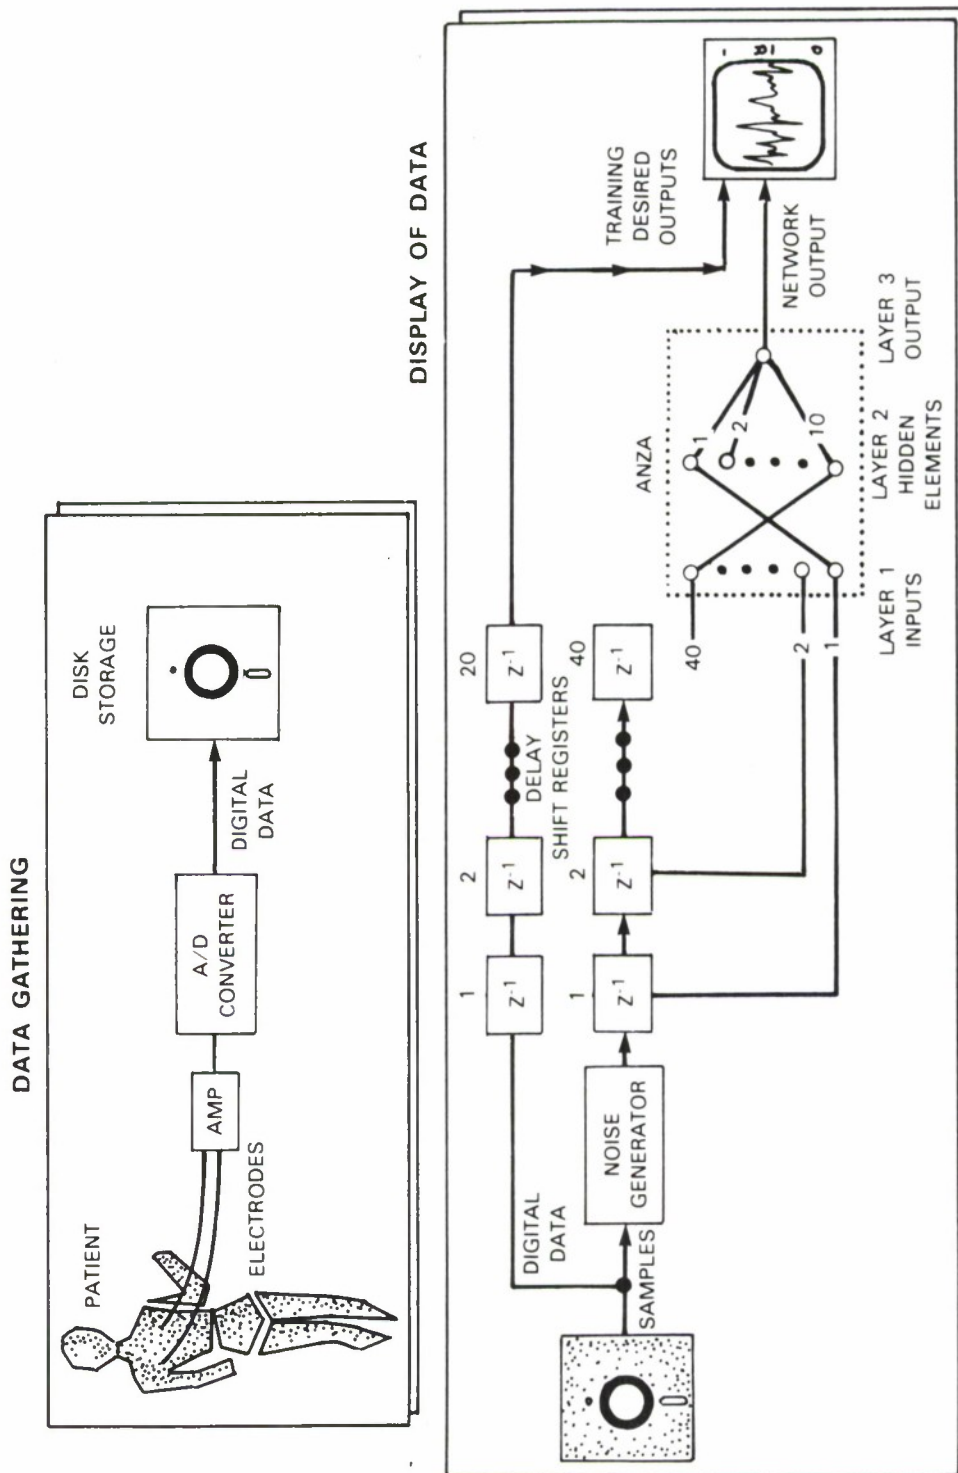 DATA GATHERING
PATIENT
ELECTRODES
AMP
A/D
CONVERTER
DIGITAL
DATA
DISK
STORAGE
DISPLAY OF DATA
SAMPLES
DIGITAL
DATA
NOISE
GENERATOR
1
Z⁻¹
2
Z⁻¹
20
Z⁻¹
DELAY
SHIFT REGISTERS
1
Z⁻¹
2
Z⁻¹
40
Z⁻¹
TRAINING
DESIRED
OUTPUTS
NETWORK
OUTPUT
ANZA
40
2
1
1
2
10
LAYER 1
INPUTS
LAYER 2
HIDDEN
ELEMENTS
LAYER 3
OUTPUT